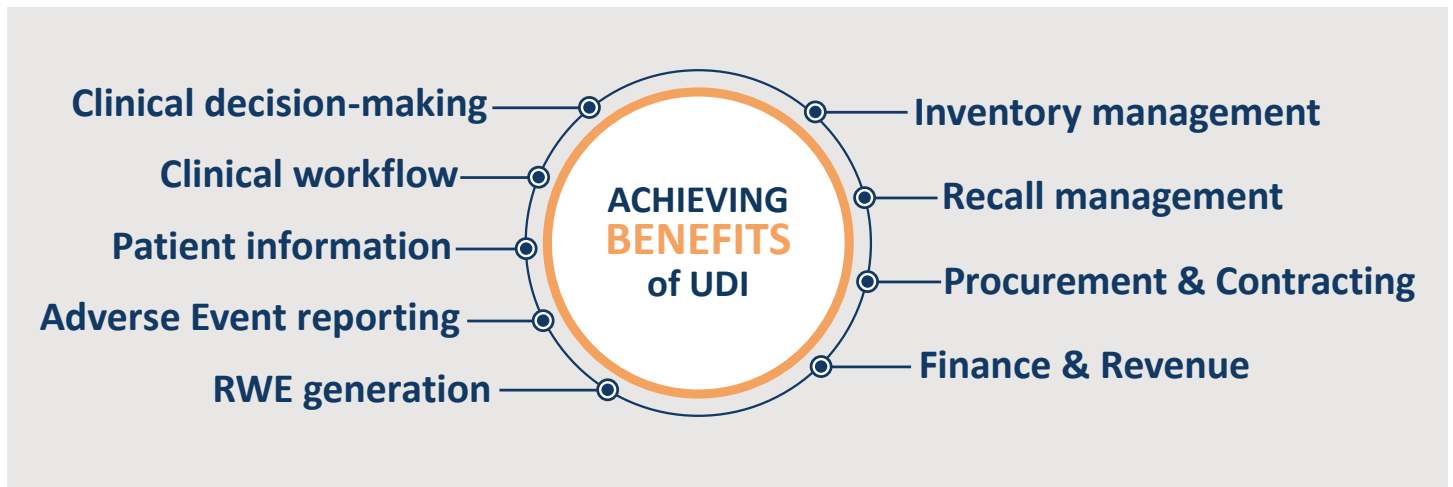 Clinical decision-making
Clinical workflow
Patient information
Adverse Event reporting
RWE generation
ACHIEVING
BENEFITS
of UDI
Inventory management
Recall management
Procurement & Contracting
Finance & Revenue